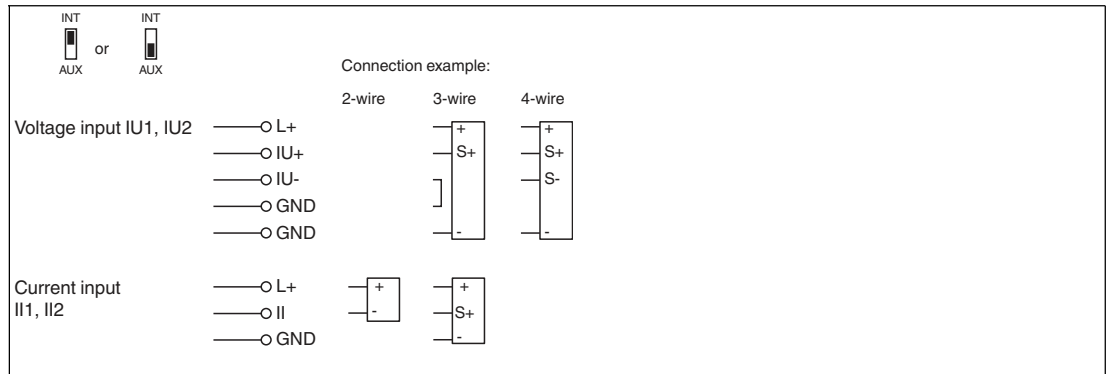 INT INT
or
AUX AUX
Connection example:
2-wire 3-wire 4-wire
Voltage input IU1, IU2 L+ + +
IU+ S+ S+
IU- S-
GND
GND - -
Current input L+ + +
II1, II2 II - S+
GND -